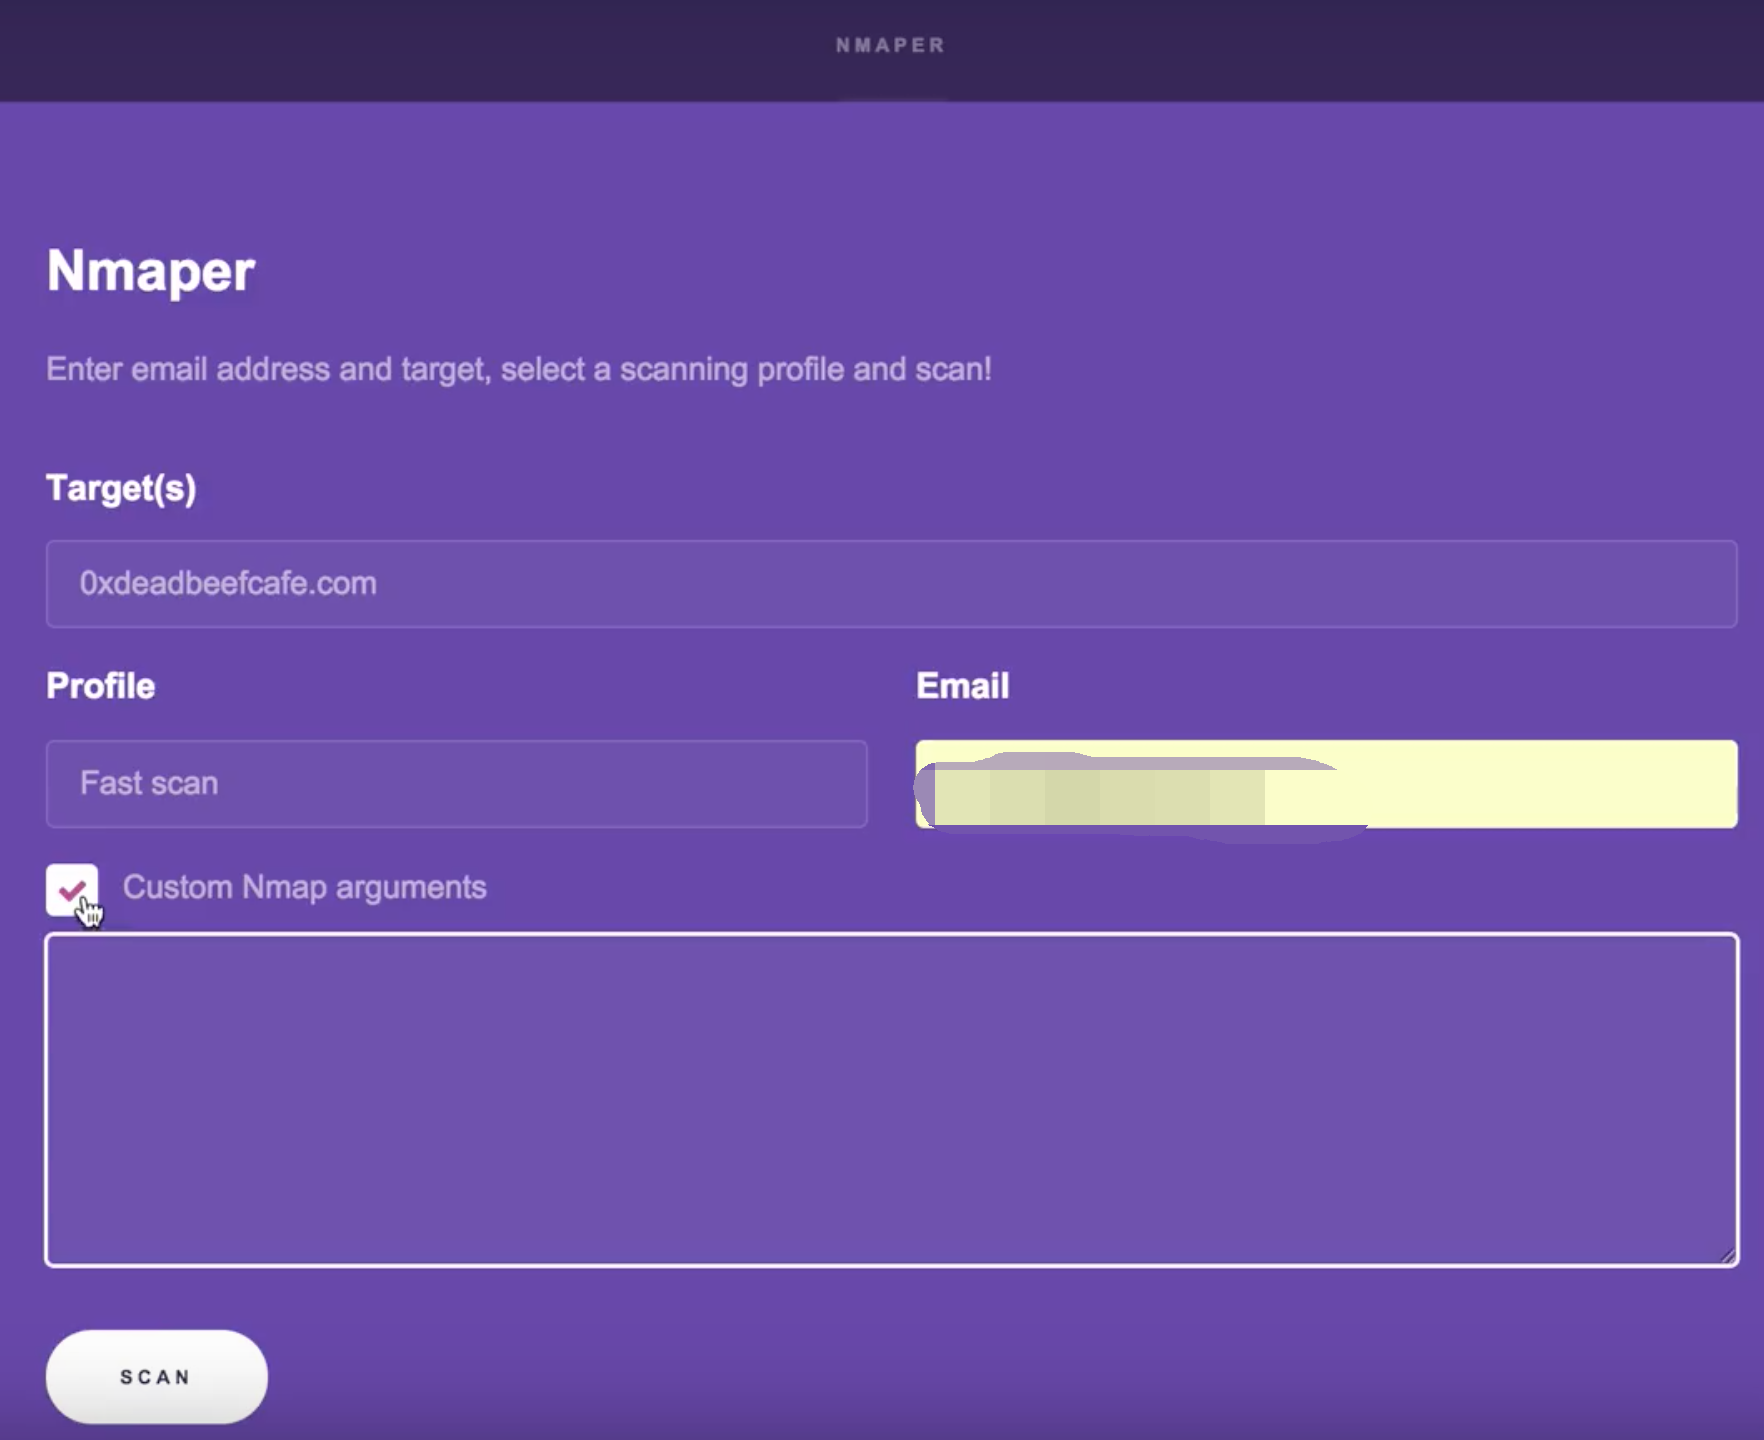 NMAPER
Nmaper
Enter email address and target, select a scanning profile and scan!
Target(s)
0xdeadbeefcafe.com
Profile
Email
Fast scan
Custom Nmap arguments
SCAN